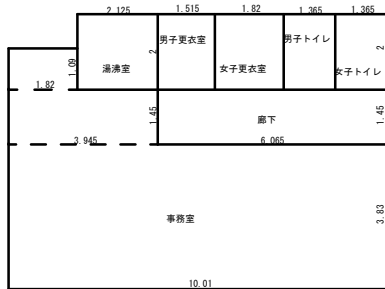 2.125
1.515
1.82
1.365
1.365
男子更衣室
男子トイレ
2
2
1.09
湯沸室
女子更衣室
女子トイレ
1.82
1.45
廊下
1.45
3.945
6.065
事務室
3.83
10.01